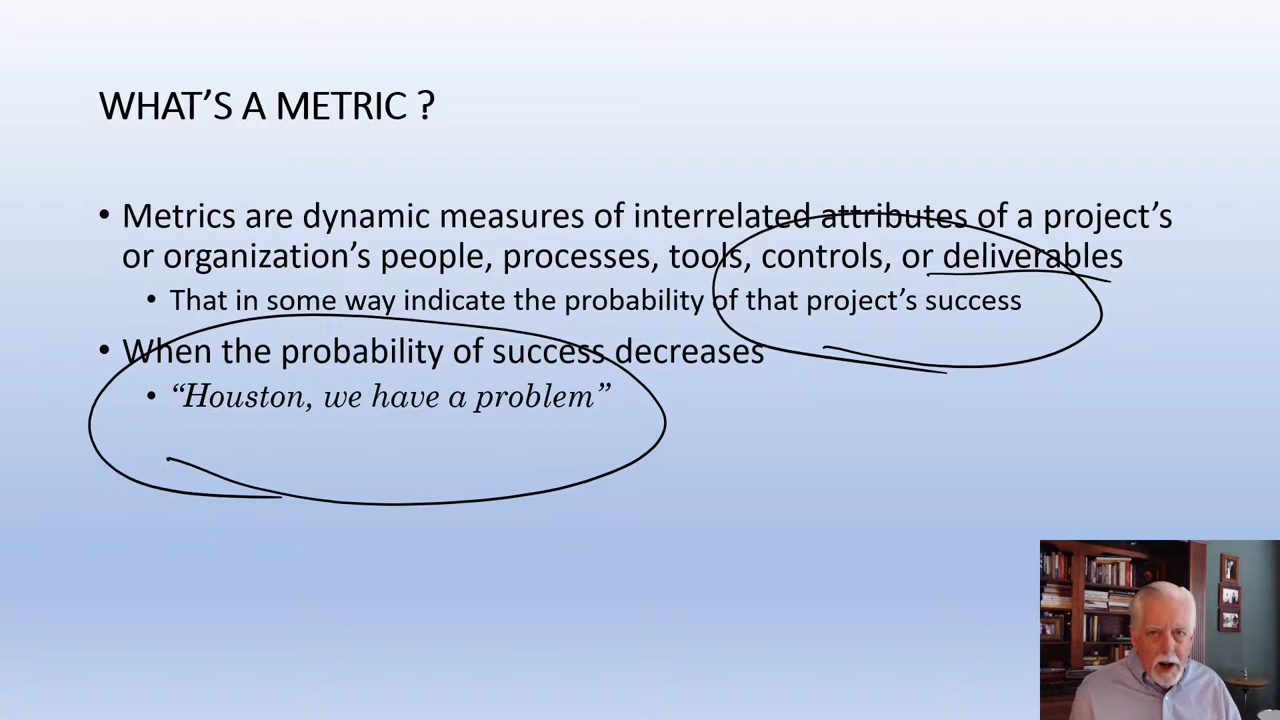 WHAT’S A METRIC ?
• Metrics are dynamic measures of interrelated attributes of a project’s
or organization’s people, processes, tools, controls, or deliverables
• That in some way indicate the probability of that project’s success
• When the probability of success decreases
• “Houston, we have a problem”